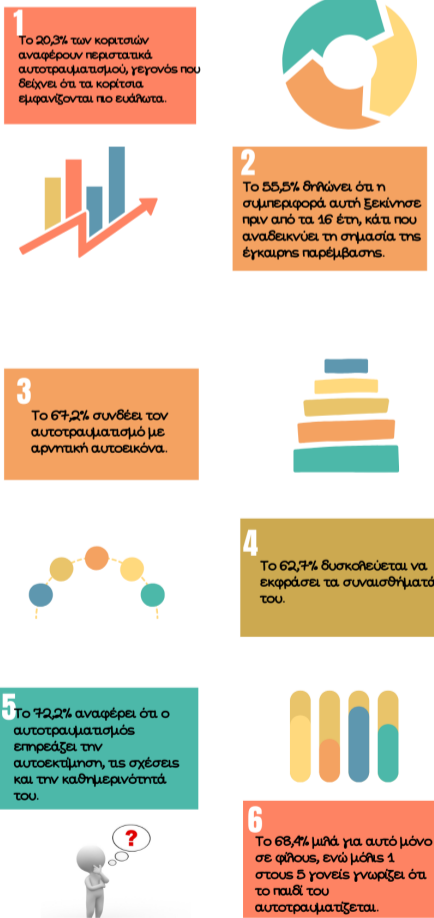 1
Το 20,3% των κοριτσιών
αναφέρουν περιστατικά
αυτοτραυματισμού, γεγονός που
δείχνει ότι τα κορίτσια
εμφανίζονται πιο ευάλωτα.
2
Το 55,5% δηλώνει ότι η
συμπεριφορά αυτή ξεκίνησε
πριν από τα 16 έτη, κάτι που
αναδεικνύει τη σημασία της
έγκαιρης παρέμβασης.
3
Το 67,2% συνδέει τον
αυτοτραυματισμό με
αρνητική αυτοεικόνα.
4
Το 62,7% δυσκολεύεται να
εκφράσει τα συναισθήματά
του.
5
Το 72,2% αναφέρει ότι ο
αυτοτραυματισμός
επηρεάζει την
αυτοεκτίμηση, τις σχέσεις
και την καθημερινότητά
του.
?
6
Το 68,4% μιλά για αυτό μόνο
σε φίλους, ενώ μόλις 1
στους 5 γονείς γνωρίζει ότι
το παιδί του
αυτοτραυματίζεται.